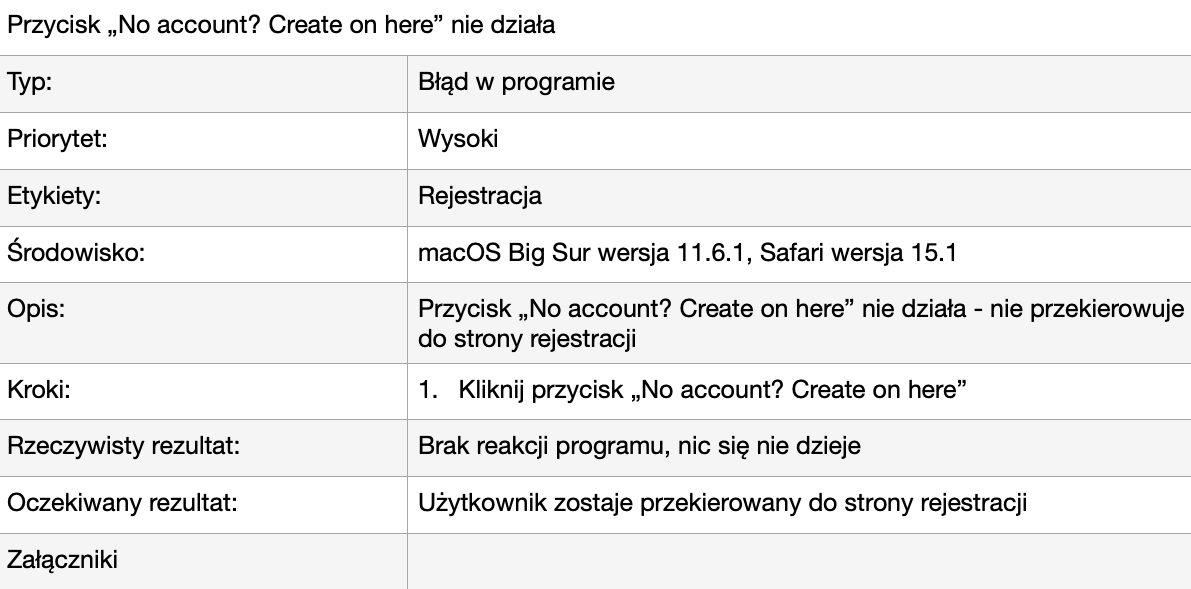 Przycisk „No account? Create on here” nie działa
Typ: Błąd w programie
Priorytet: Wysoki
Etykiety: Rejestracja
Środowisko: macOS Big Sur wersja 11.6.1, Safari wersja 15.1
Opis: Przycisk „No account? Create on here” nie działa - nie przekierowuje
do strony rejestracji
Kroki: 1. Kliknij przycisk „No account? Create on here”
Rzeczywisty rezultat: Brak reakcji programu, nic się nie dzieje
Oczekiwany rezultat: Użytkownik zostaje przekierowany do strony rejestracji
Załączniki